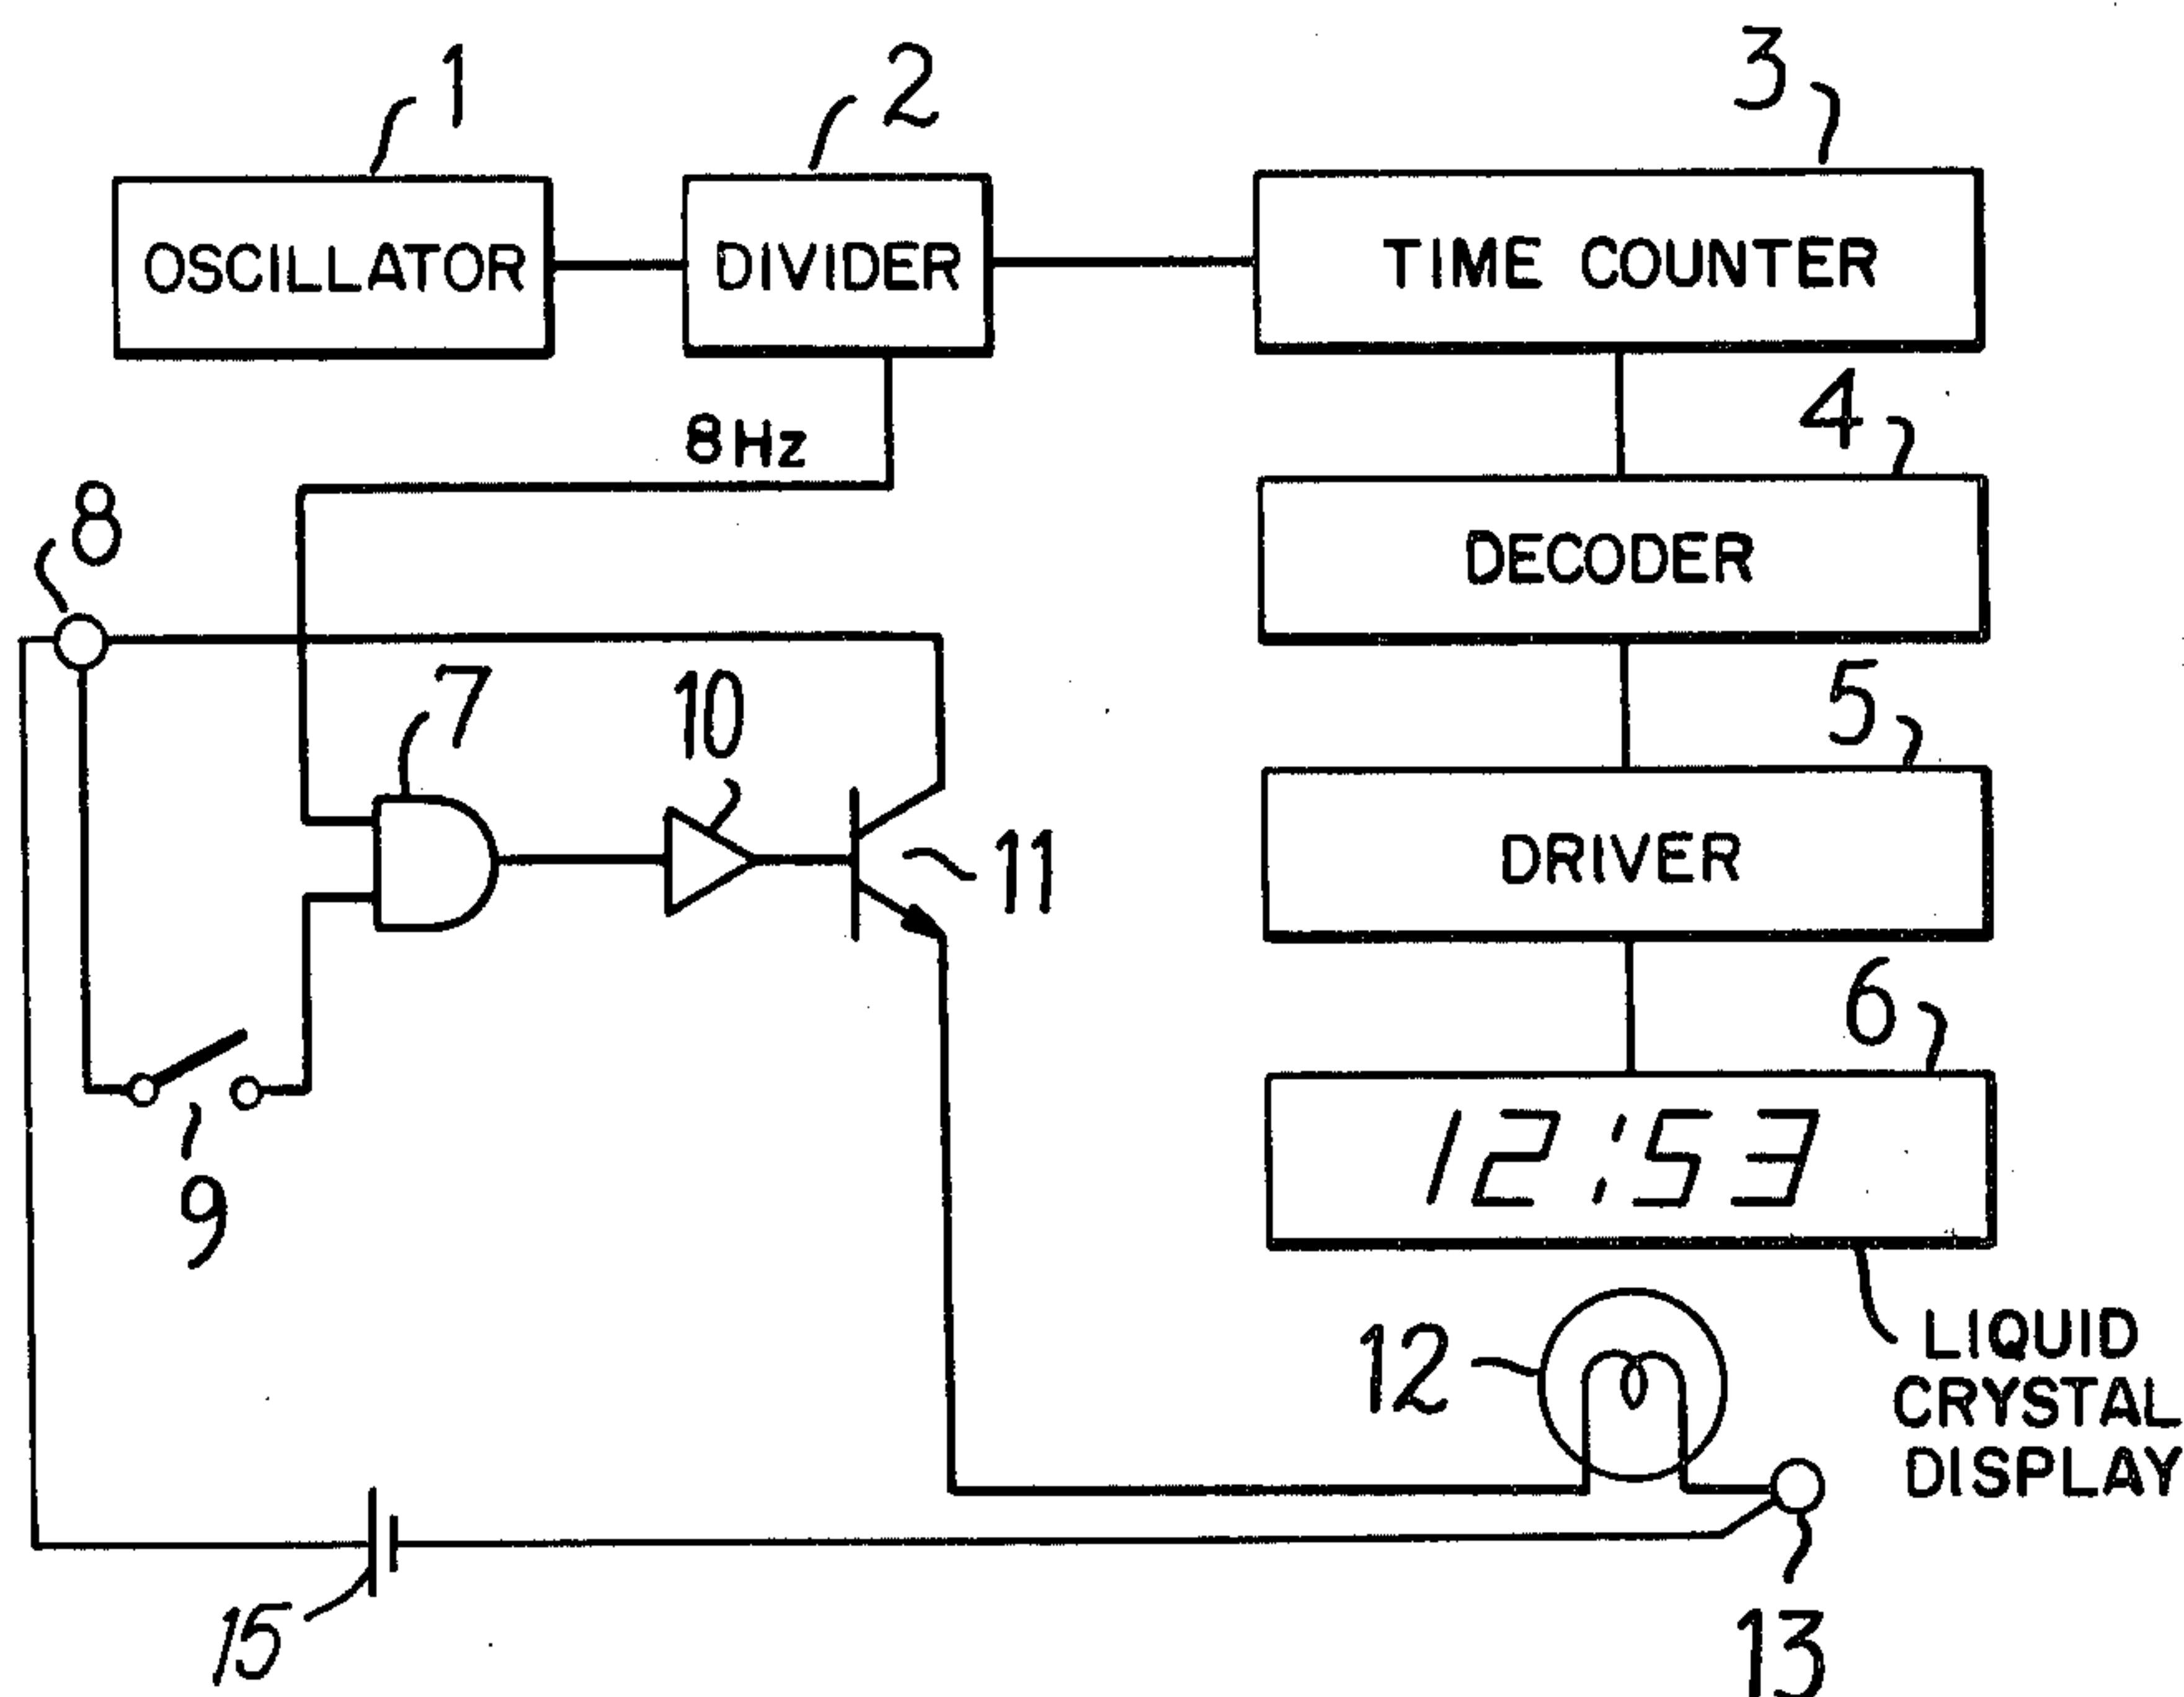 1
2
3
OSCILLATOR
DIVIDER
TIME COUNTER
8Hz
4
8
DECODER
7
10
5
11
DRIVER
6
9
12:53
12
LIQUID
CRYSTAL
DISPLAY
15
13